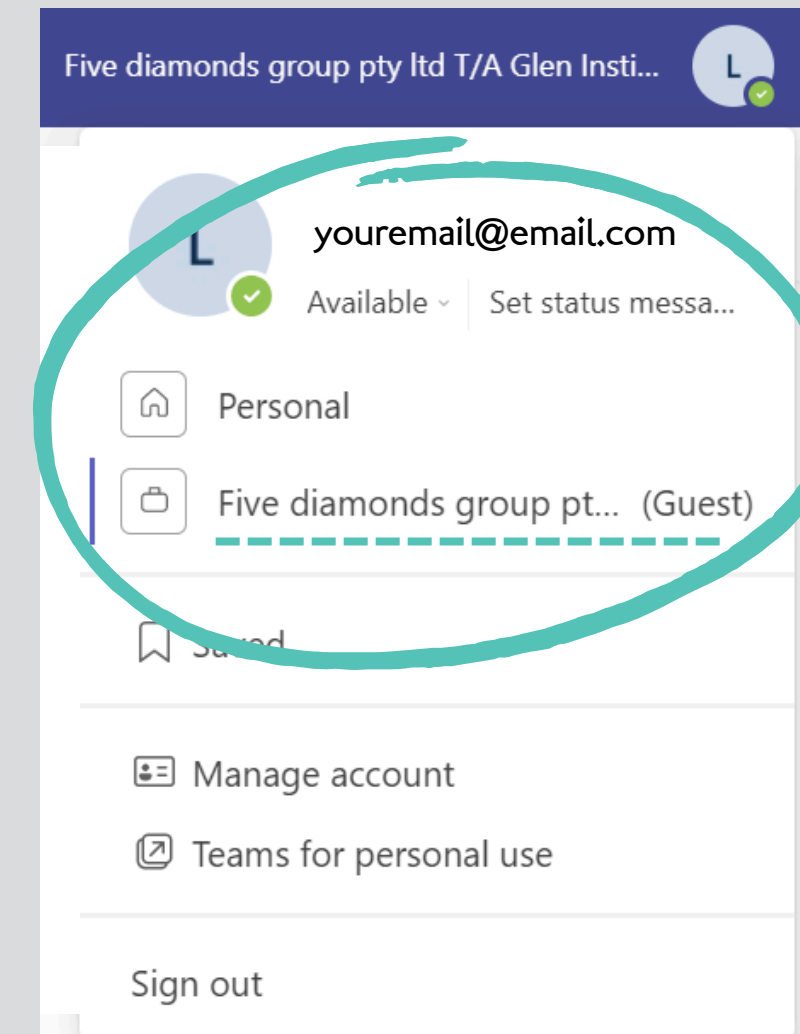 Five diamonds group pty ltd T/A Glen Insti...
L
L
youremail@email.com
Available
Set status messa...
Personal
Five diamonds group pt... (Guest)
Saved
Manage account
Teams for personal use
Sign out